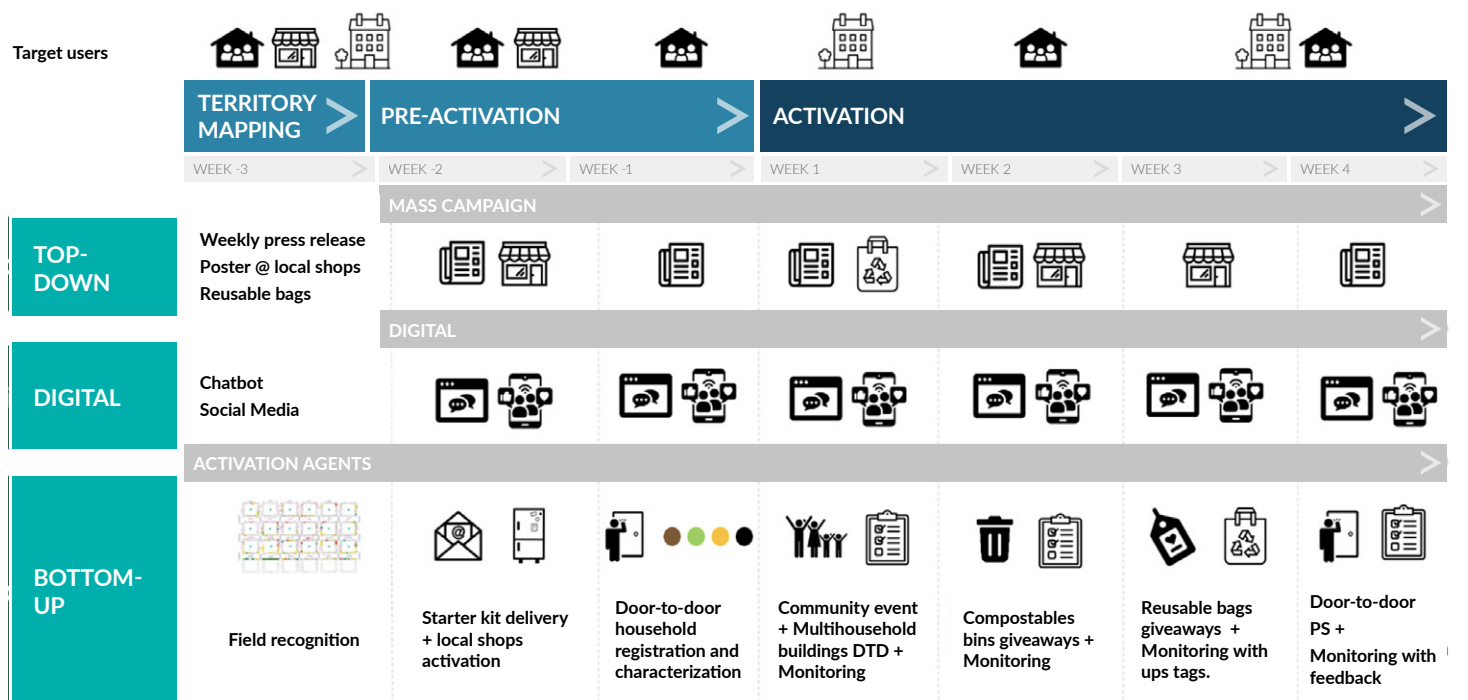 Target users
TERRITORY
MAPPING
PRE-ACTIVATION
ACTIVATION
WEEK -3
WEEK -2
WEEK -1
WEEK 1
WEEK 2
WEEK 3
WEEK 4
MASS CAMPAIGN
TOP-
DOWN
Weekly press release
Poster @ local shops
Reusable bags
DIGITAL
DIGITAL
Chatbot
Social Media
ACTIVATION AGENTS
BOTTOM-
UP
@
Field recognition
Starter kit delivery
+ local shops
activation
Door-to-door
household
registration and
characterization
Community event
+ Multihousehold
buildings DTD +
Monitoring
Compostables
bins giveaways +
Monitoring
Reusable bags
giveaways +
Monitoring with
ups tags.
Door-to-door
PS +
Monitoring with
feedback